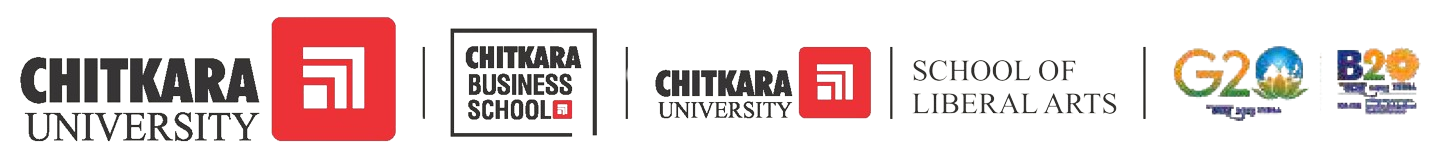 CHITKARA
UNIVERSITY
CHITKARA
BUSINESS
SCHOOL
CHITKARA
UNIVERSITY
SCHOOL OF
LIBERAL ARTS
G20
B20